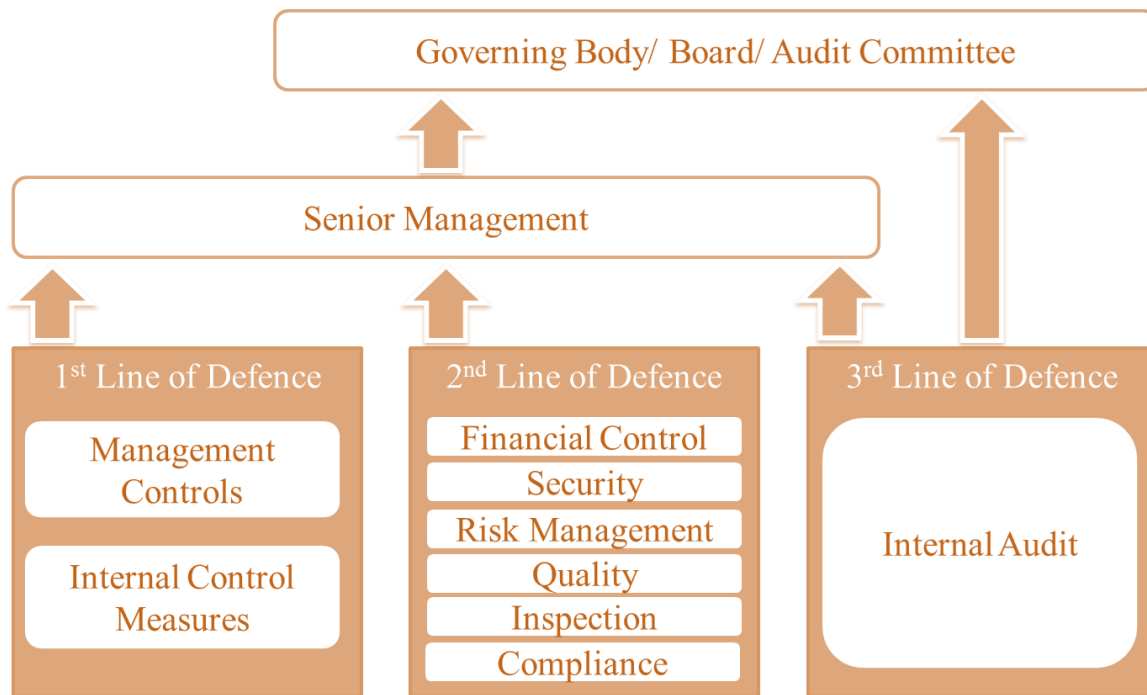 Governing Body/ Board/ Audit Committee
Senior Management
1st Line of Defence
Management
Controls
Internal Control
Measures
2nd Line of Defence
Financial Control
Security
Risk Management
Quality
Inspection
Compliance
3rd Line of Defence
Internal Audit